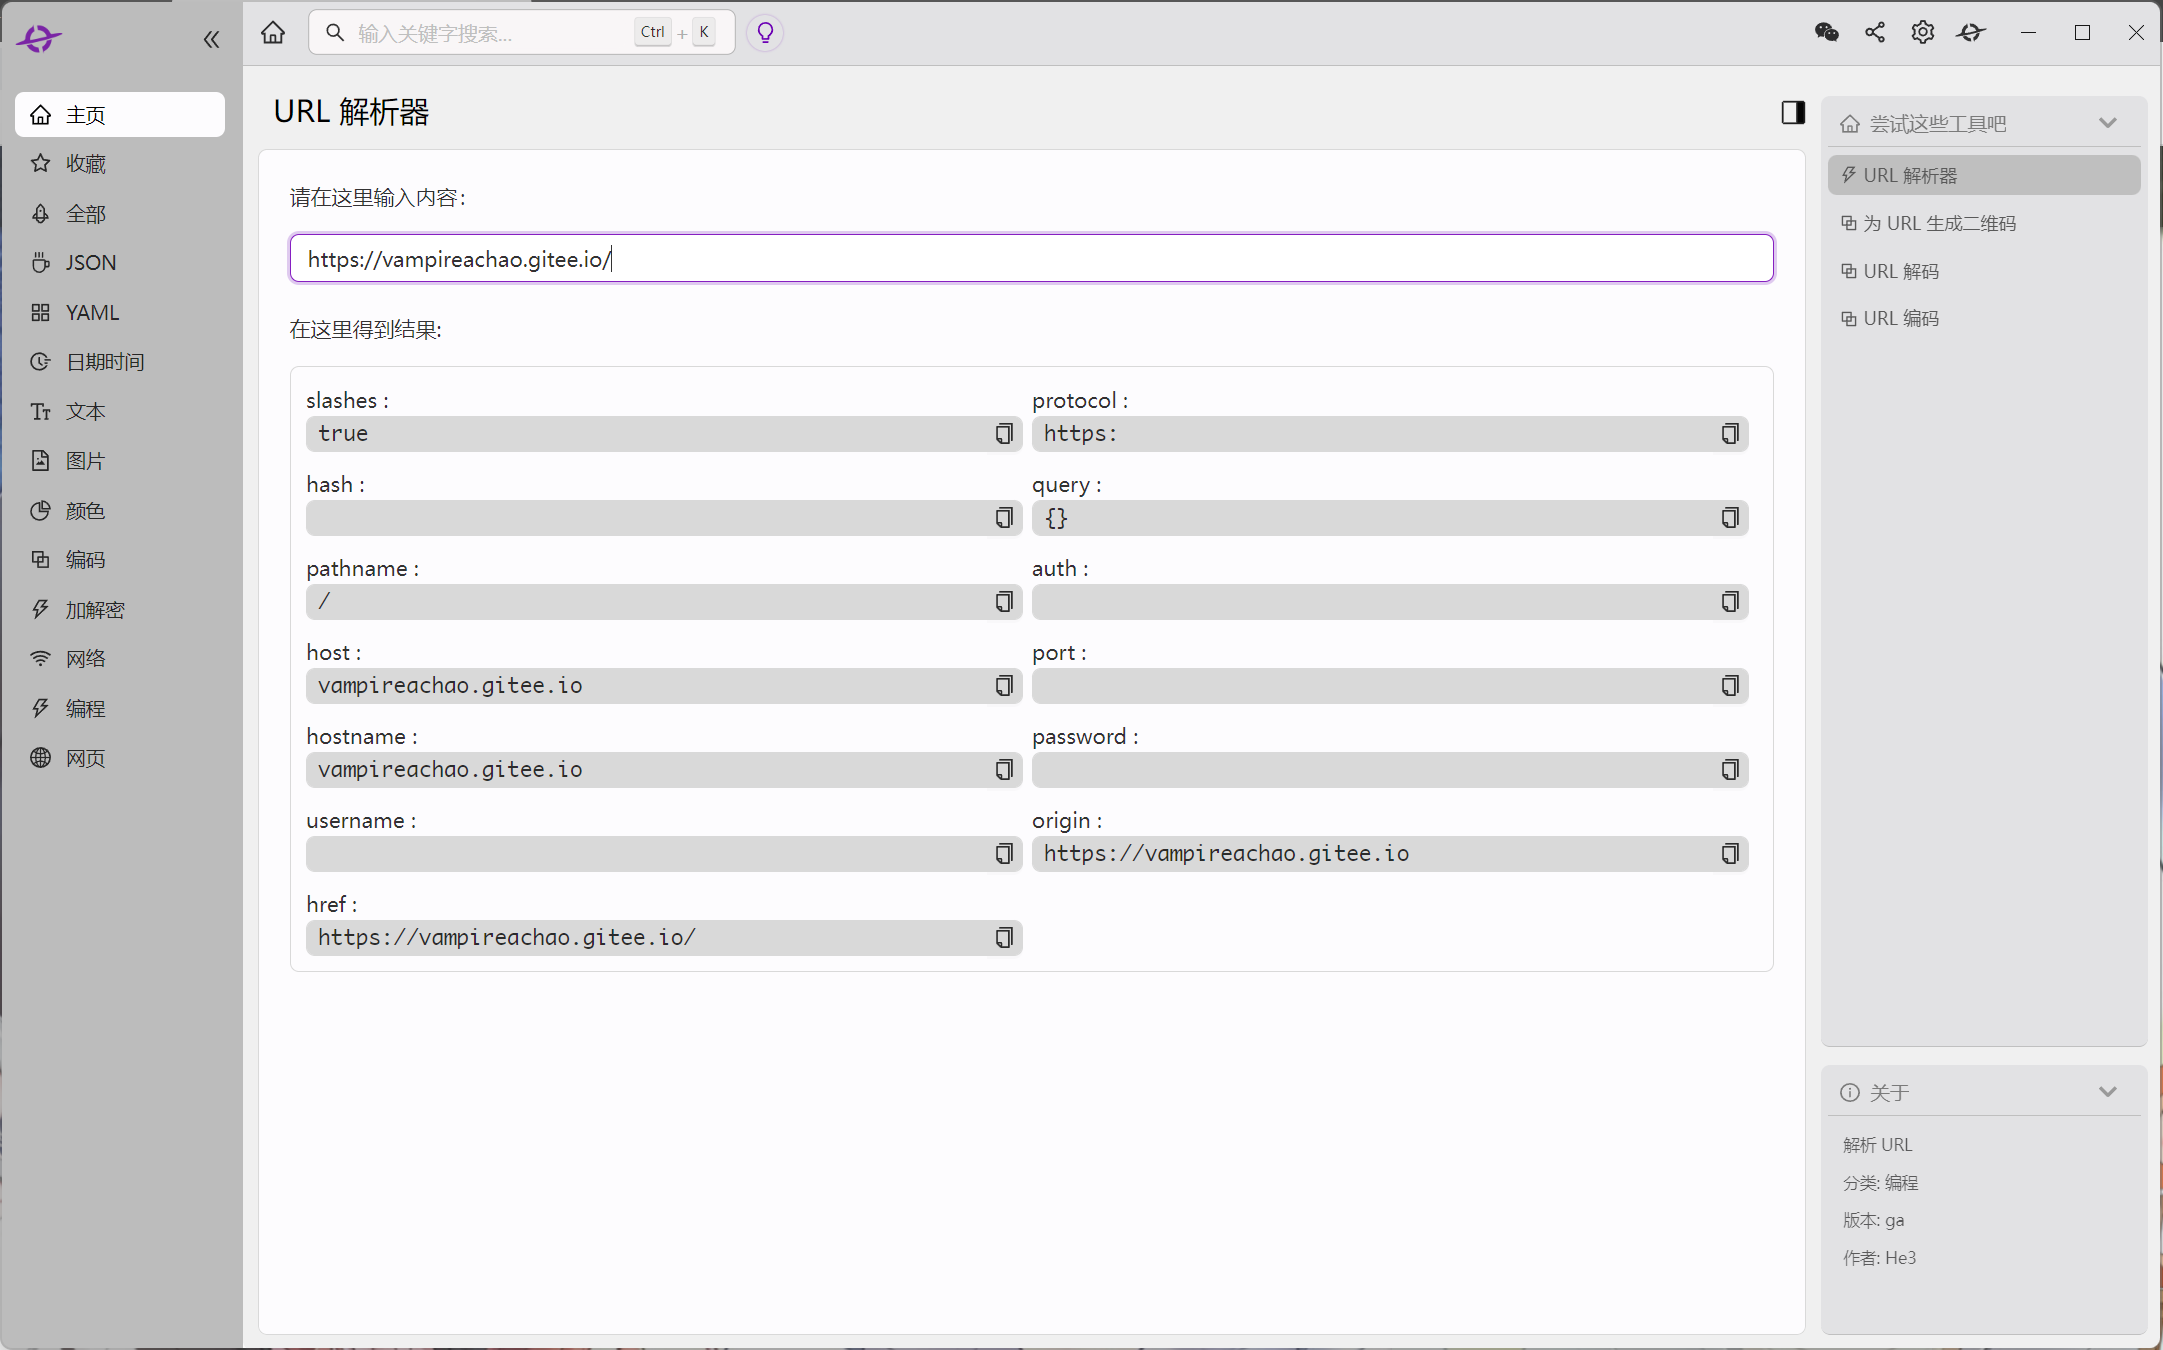 输入关键字搜索...
Ctrl + K
主页
收藏
全部
JSON
YAML
日期时间
文本
图片
颜色
编码
加解密
网络
编程
网页
URL 解析器
请在这里输入内容:
https://vampireachao.gitee.io/
在这里得到结果:
slashes :
true
protocol :
https:
hash :
query :
{}
pathname :
/
auth :
host :
vampireachao.gitee.io
port :
hostname :
vampireachao.gitee.io
password :
username :
origin :
https://vampireachao.gitee.io
href :
https://vampireachao.gitee.io/
尝试这些工具吧
URL 解析器
为 URL 生成二维码
URL 解码
URL 编码
关于
解析 URL
分类: 编程
版本: ga
作者: He3